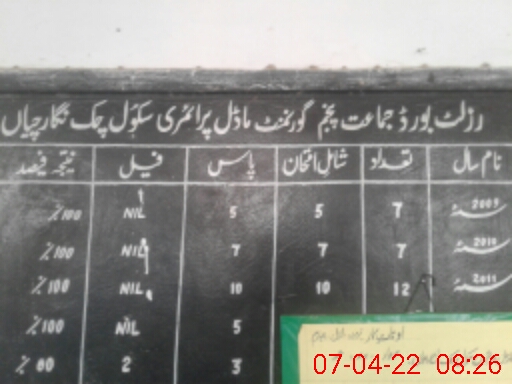 رزلٹ بورڈ جماعت پنجم گورنمنٹ ماڈل پرائمری سکول چک نگارچیاں
نام سال تعداد شامل امتحان پاس فیل نتیجہ فیصد
2009 7 5 5 NIL 100٪
2010 7 7 7 NIL 100٪
2011 12 10 10 NIL 100٪
5 NIL 100٪
3 2 60٪
07-04-22 08:26